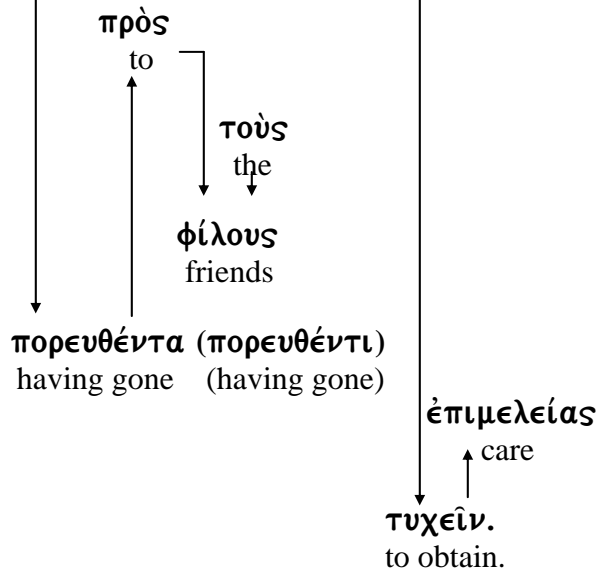 πρὸς
to
τοὺς
the
φίλους
friends
πορευθέντα (πορευθέντι)
having gone (having gone)
ἐπιμελείας
care
τυχεῖν.
to obtain.